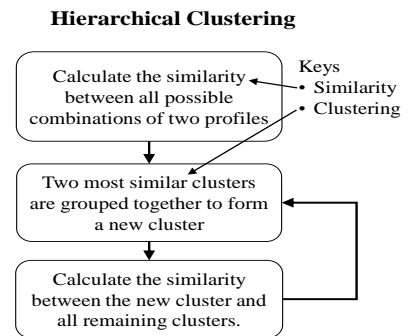 Hierarchical Clustering
Calculate the similarity
between all possible
combinations of two profiles
Keys
• Similarity
• Clustering
Two most similar clusters
are grouped together to form
a new cluster
Calculate the similarity
between the new cluster and
all remaining clusters.